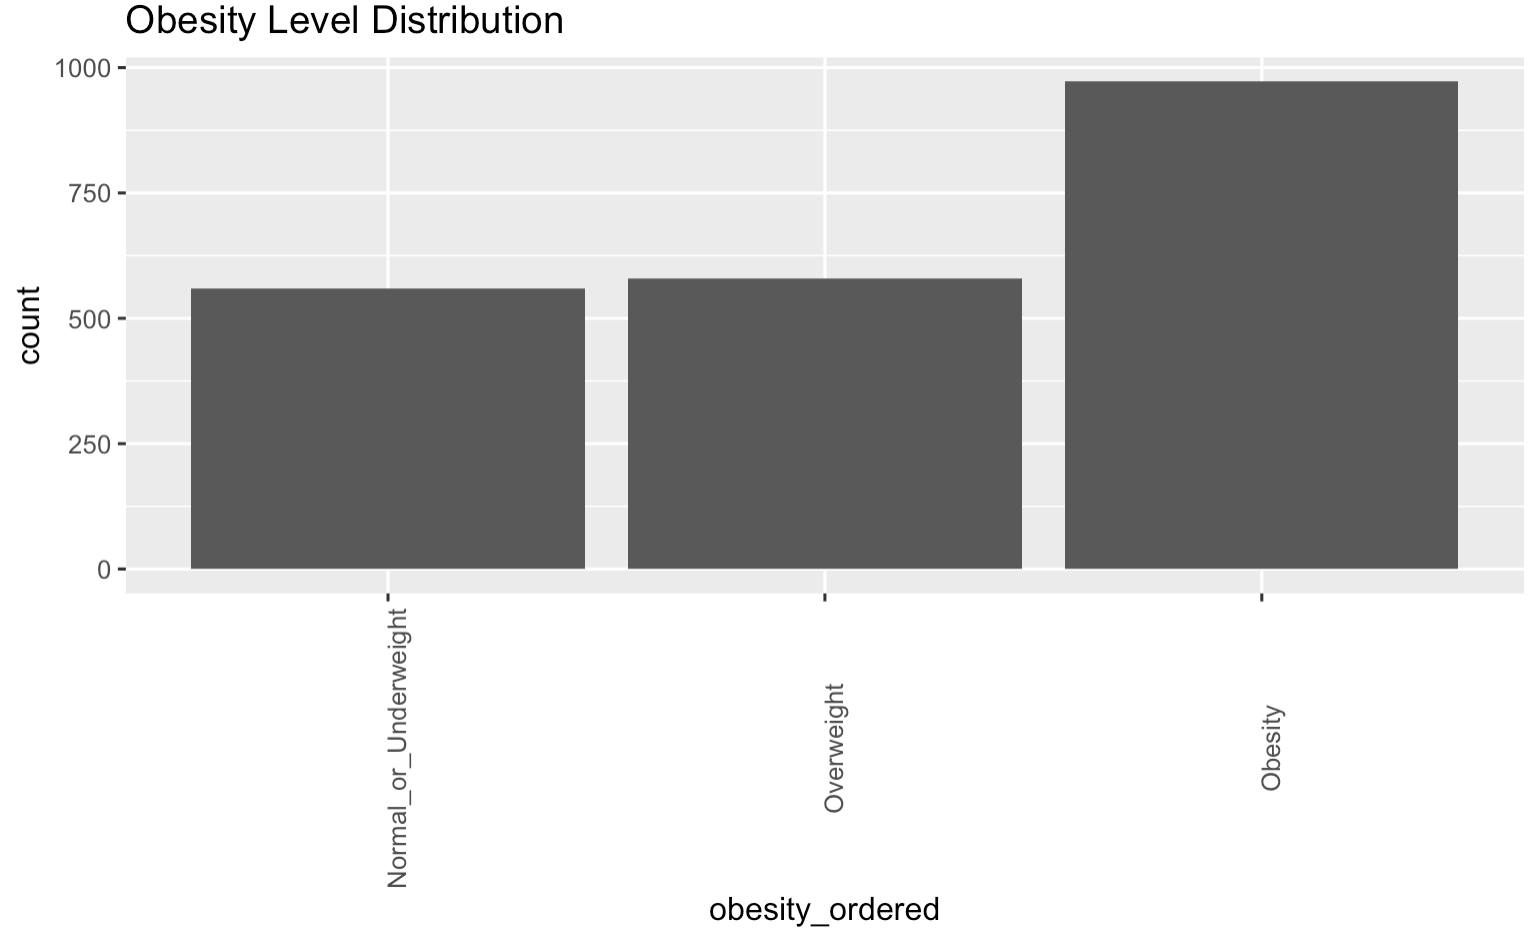 Obesity Level Distribution
1000
750
500
250
0
count
Normal_or_Underweight
Overweight
Obesity
obesity_ordered